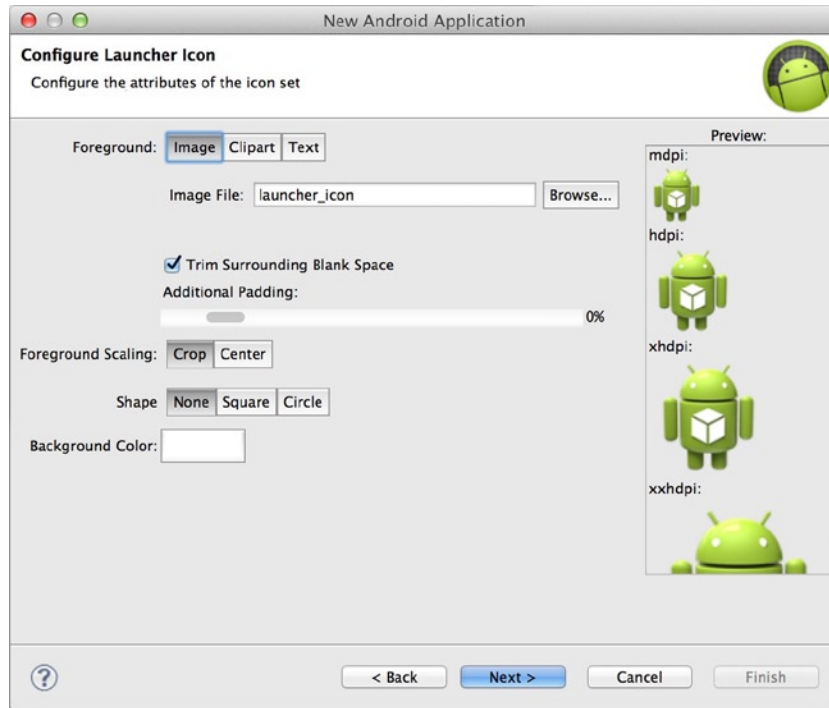 New Android Application
Configure Launcher Icon
Configure the attributes of the icon set
Foreground: Image Clipart Text
Image File: launcher_icon Browse...
Trim Surrounding Blank Space
Additional Padding:
0%
Foreground Scaling: Crop Center
Shape None Square Circle
Background Color:
Preview:
mdpi:
hdpi:
xhdpi:
xxhdpi:
? < Back Next > Cancel Finish